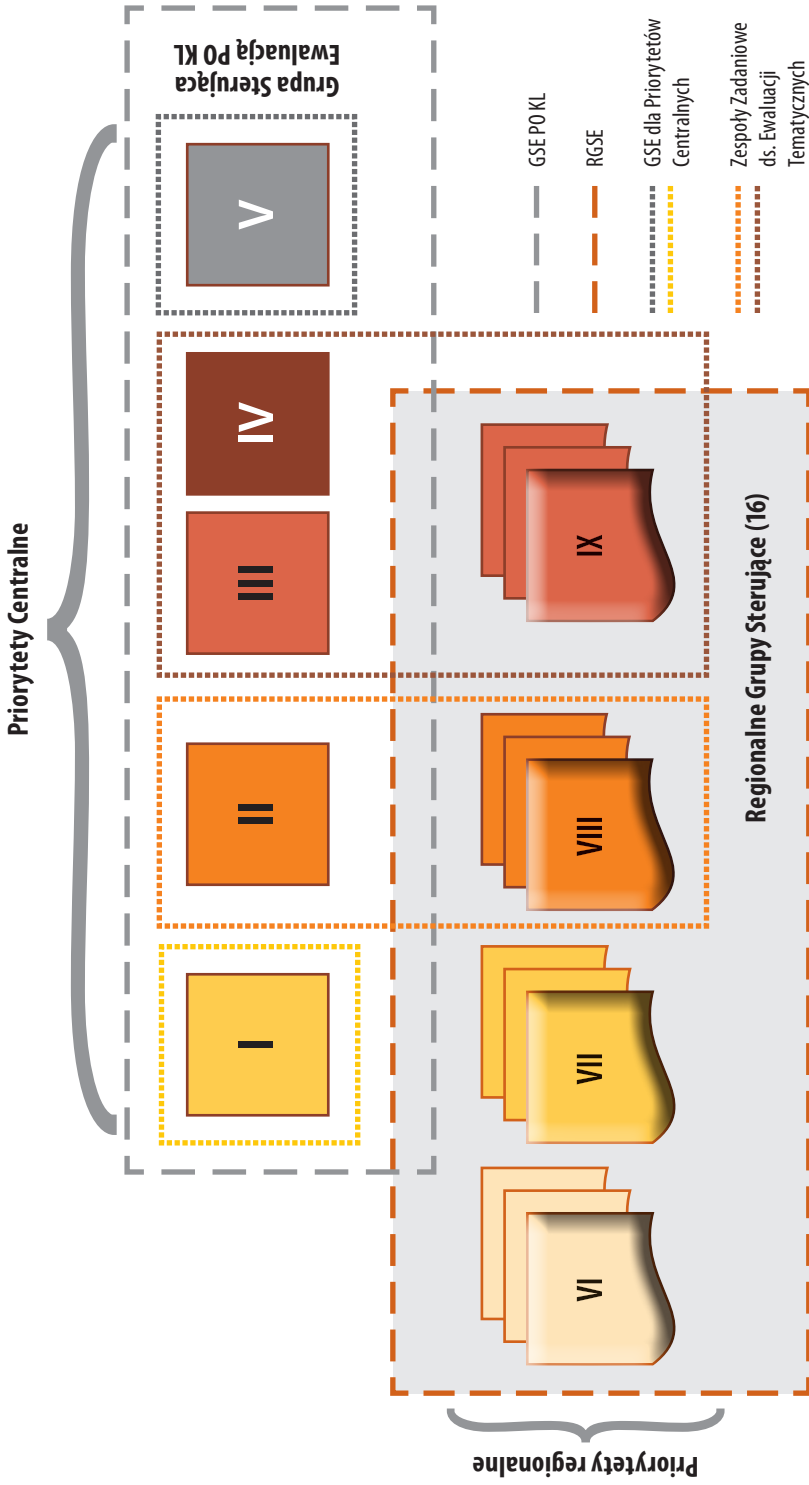 Priorytety Centralne
Grupa Sterująca
Ewaluacją PO KL
I
II
III
IV
V
Priorytety regionalne
VI
VII
VIII
IX
Regionalne Grupy Sterujące (16)
GSE PO KL
RGSE
GSE dla Priorytetów
Centralnych
Zespoły Zadaniowe
ds. Ewaluacji
Tematycznych